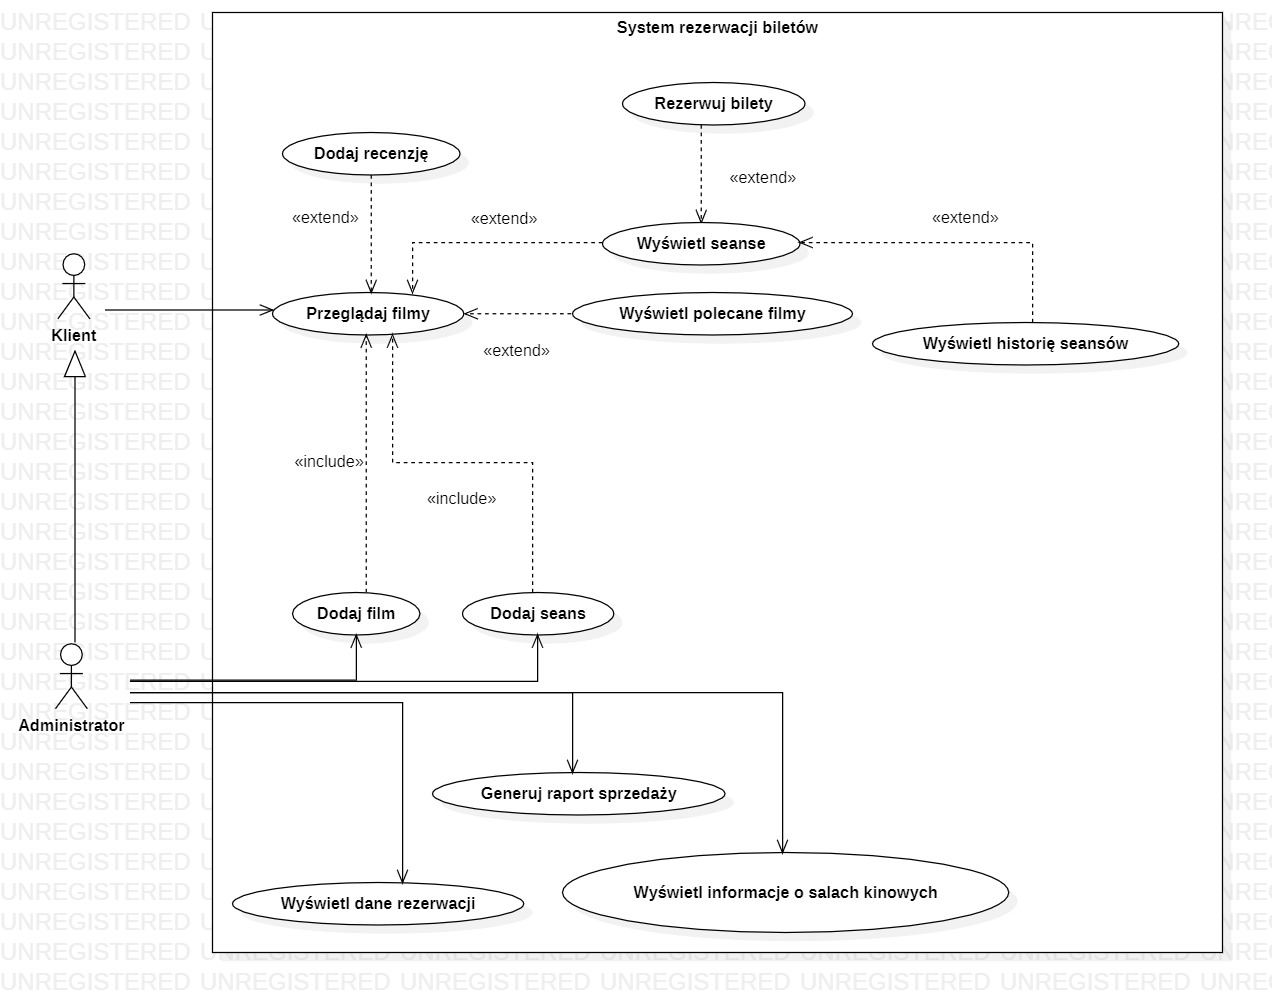 System rezerwacji biletów
Rezerwuj bilety
Dodaj recenzję
«extend»
«extend»
«extend»
«extend»
Wyświetl seanse
Klient
Przeglądaj filmy
Wyświetl polecane filmy
Wyświetl historię seansów
«extend»
«include»
«include»
Dodaj film
Dodaj seans
Administrator
Generuj raport sprzedaży
Wyświetl informacje o salach kinowych
Wyświetl dane rezerwacji
UNREGISTERED UNREGISTERED UNREGISTERED UNREGISTERED UNREGISTERED UNREGISTERED